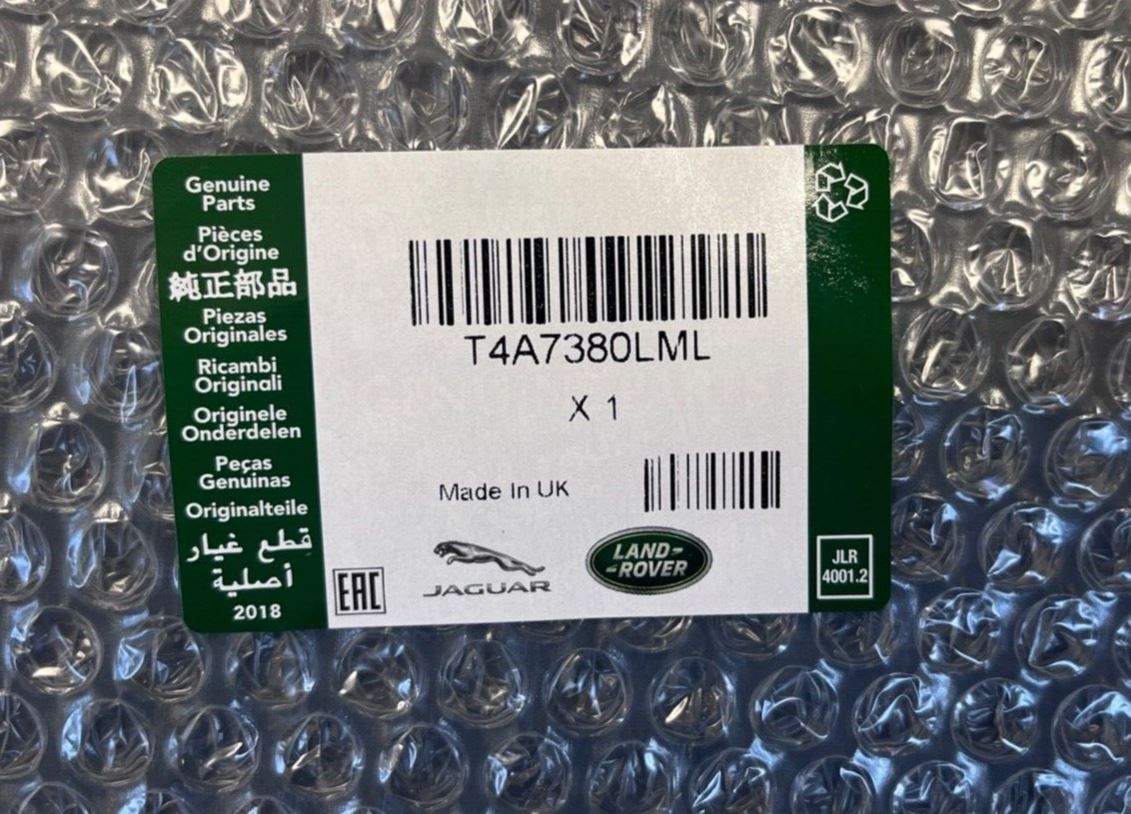 Genuine
Parts
Pièces
d'Origine
純正部品
Piezas
Originales
Ricambi
Originali
Originele
Onderdelen
Peças
Genuinas
Originalteile
قطع غيار
أصلية
2018
T4A7380LML
X 1
Made In UK
EAC
JAGUAR
LAND-
-ROVER
JLR
4001.2